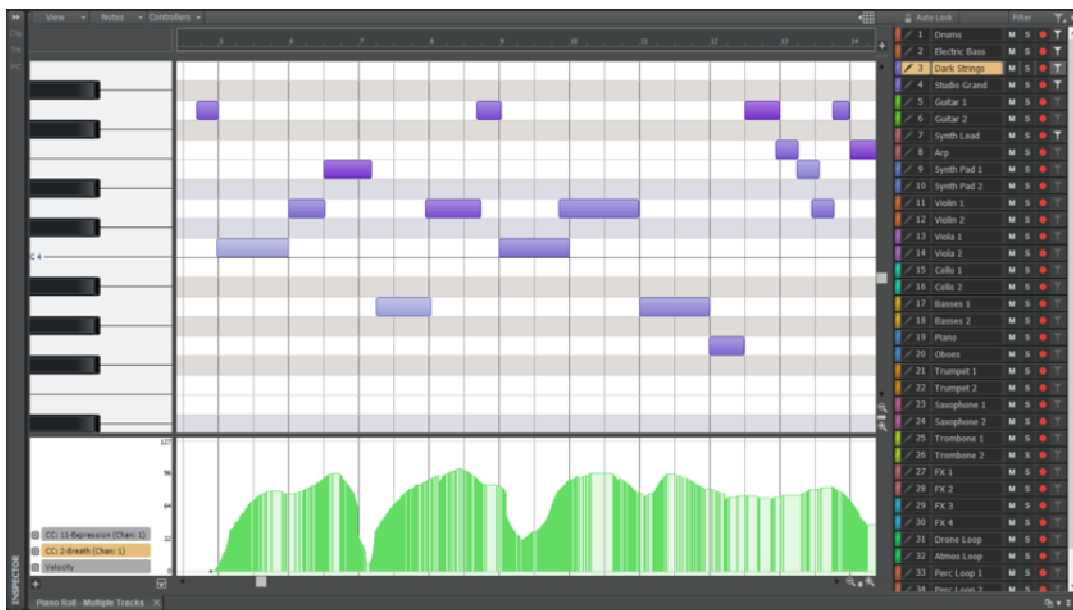 View Notes Controllers
Auto Lock Filter
Clip
Trk
PC
5 6 7 8 9 10 11 12 13 14
1 Drums M S
2 Electric Bass M S
3 Dark Strings M S
4 Studio Grand M S
5 Guitar 1 M S
6 Guitar 2 M S
7 Synth Lead M S
8 Arp M S
9 Synth Pad 1 M S
10 Synth Pad 2 M S
11 Violin 1 M S
12 Violin 2 M S
13 Viola 1 M S
14 Viola 2 M S
15 Cello 1 M S
16 Cello 2 M S
17 Basses 1 M S
18 Basses 2 M S
19 Piano M S
20 Oboes M S
21 Trumpet 1 M S
22 Trumpet 2 M S
23 Saxophone 1 M S
24 Saxophone 2 M S
25 Trombone 1 M S
26 Trombone 2 M S
27 FX 1 M S
28 FX 2 M S
29 FX 3 M S
30 FX 4 M S
31 Drone Loop M S
32 Atmos Loop M S
33 Perc Loop 1 M S
34 Perc Loop 2 M S
C 4
127
96
64
32
0
CC: 11-Expression (Chan: 1)
CC: 2-Breath (Chan: 1)
Velocity
INSPECTOR
Piano Roll - Multiple Tracks X